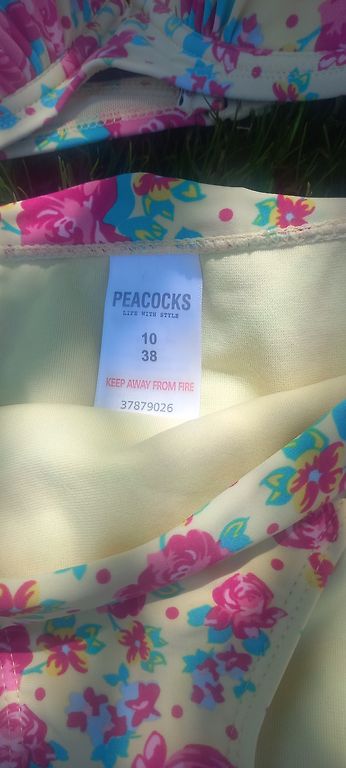 PEACOCKS
LIFE WITH STYLE
10
38
KEEP AWAY FROM FIRE
37879026